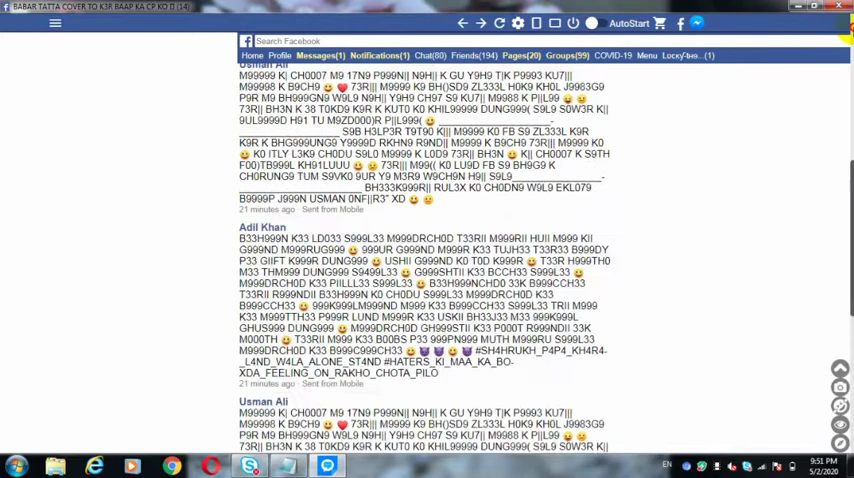 BABAR TATTA COVER TO K3R BAAP KA CP KO (14)
AutoStart
Search Facebook
Home Profile Messages(1) Notifications(1) Chat(80) Friends(194) Pages(20) Groups(99) COVID-19 Menu
Usman Ali
M99999 K| CH0007 M9 17N9 P999N|| N9H|| K GU Y9H9 T|K P9993 KU7|||
M99998 K B9CH9 😀 ❤️ 73R||| M9999 K9 BH()SD9 ZL333L H0K9 KH0L J9983G9
P9R M9 BH999GN9 W9L9 N9H|| Y9H9 CH97 S9 KU7|| M9988 K P||L99
73R|| BH3N K 38 T0KD9 K9R K KUT0 K0 KHIL99999 DUNG999( S9L9 S0W3R K||
9UL9999D H91 TU M9ZD000)R P||L999( 😀
S9B H3LP3R T9T90 K||| M9999 K0 FB S9 ZL333L K9R
K9R K BHG999UNG9 Y9999D RKHN9 R9ND|| M9999 K B9CH9 73R||| M9999 K0
😀 K0 ITLY L3K9 CH0DU S9L0 M9999 K L0D9 73R|| BH3N 😀 K|| CH0007 K S9TH
F00)TB999L KH91LUUU 73R||| M99(( K0 LU9D FB S9 BH9G9 K
CH0RUNG9 TUM S9VK0 9UR Y9 M3R9 W9CH9N H9|| S9L9
BH333K999R|| RUL3X K0 CH0DN9 W9L9 EKL079
B9999P J999N USMAN 0NF||R3" XD
21 minutes ago · Sent from Mobile
Adil Khan
B33H999N K33 LD033 S999L33 M999DRCH0D T33RII M999RII HUII M999 KII
G999ND M999RUG999 😀 999UR G999ND M999R K33 TUJH33 T33R33 B999DY
P33 GIIFT K999R DUNG999 😀 USHII G999ND K0 T0D K999R 😀 T33R H999TH0
M33 THM999 DUNG999 S9499L33 😀 G999SHTII K33 BCCH33 S999L33 😀
M999DRCH0D K33 PIILLL33 S999L33 😀 B33H999NCHD0 33K B999CCH33
T33RII R999NDII B33H999N K0 CH0DU S999L33 M999DRCH0D K33
B999CCH33 😀 999K999LM999ND M999 K33 B999CCH33 S999L33 TRII M999
K33 M999TTH33 P999R LUND M999R K33 USKII BH33J33 M33 999K999L
GHUS999 DUNG999 😀 M999DRCH0D GH999STII K33 P000T R999NDII 33K
M000TH 😀 T33RII M999 K33 B00BS P33 999PN999 MUTH M999RU S999L33
M999DRCH0D K33 B999C999CH33 😀 😈 😈 😀 😈 #SH4HRUKH_P4P4_KH4R4-
_L4ND_W4LA_ALONE_ST4ND #HATERS_KI_MAA_KA_BO-
XDA_FEELING_ON_RAKHO_CHOTA_PILO
21 minutes ago · Sent from Mobile
Usman Ali
M99999 K| CH0007 M9 17N9 P999N|| N9H|| K GU Y9H9 T|K P9993 KU7|||
M99998 K B9CH9 😀 ❤️ 73R||| M9999 K9 BH()SD9 ZL333L H0K9 KH0L J9983G9
P9R M9 BH999GN9 W9L9 N9H|| Y9H9 CH97 S9 KU7|| M9988 K P||L99
73R|| BH3N K 38 T0KD9 K9R K KUT0 K0 KHIL99999 DUNG999( S9L9 S0W3R K||
EN
9:51 PM
5/2/2020